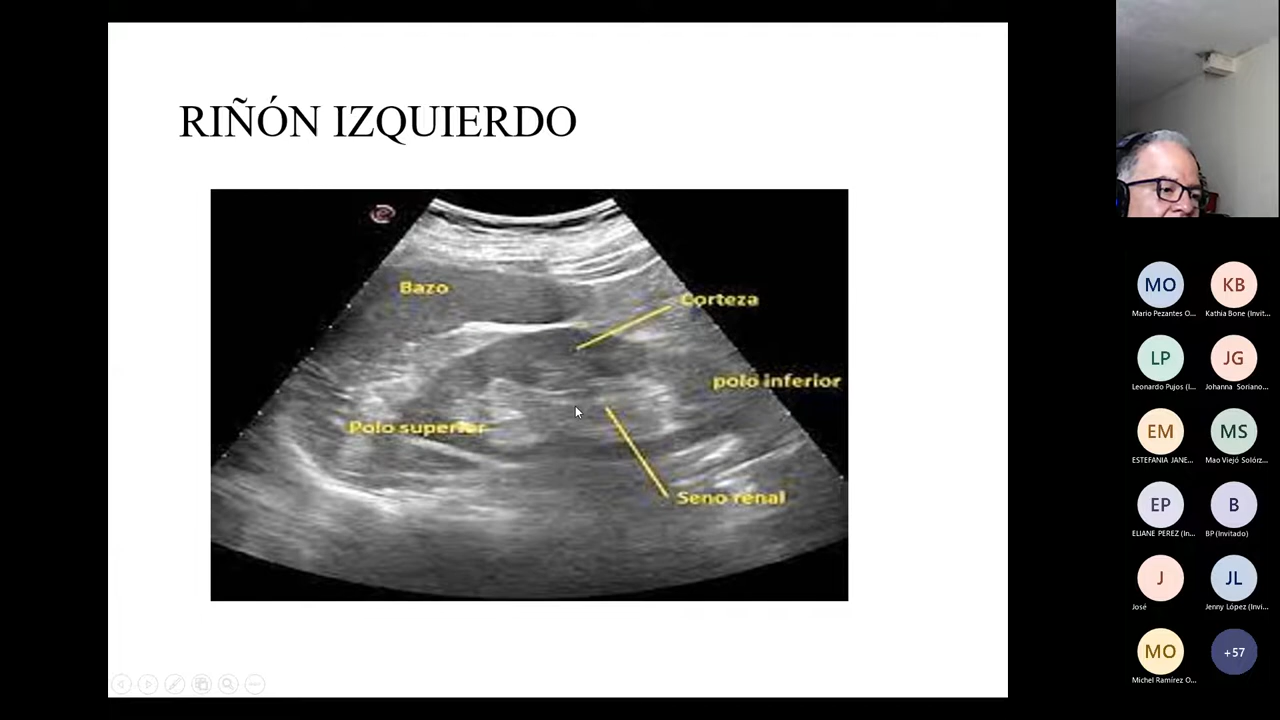 RIÑÓN IZQUIERDO
Bazo
Corteza
polo inferior
Polo superior
Seno renal
MO
KB
Mario Pezantes O...
Kathia Bone (Invit...
LP
JG
Leonardo Pujos (I...
Johanna Soriano...
EM
MS
ESTEFANIA JANE...
Mao Viejó Solórz...
EP
B
ELIANE PEREZ (In...
BP (Invitado)
J
JL
José
Jenny López (Invi...
MO
+57
Michel Ramírez O...